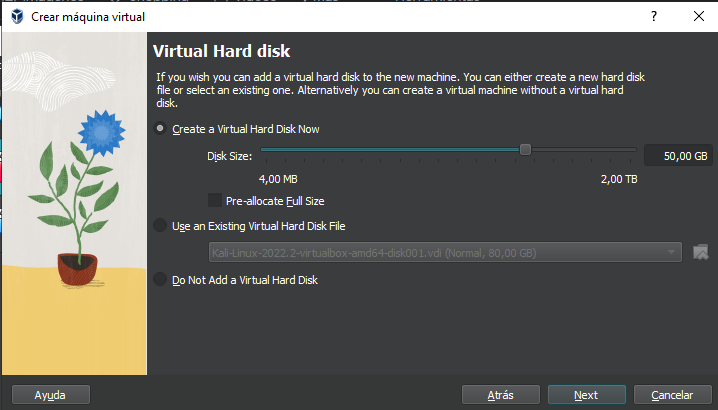 Crear máquina virtual
Virtual Hard disk
If you wish you can add a virtual hard disk to the new machine. You can either create a new hard disk
file or select an existing one. Alternatively you can create a virtual machine without a virtual hard
disk.
Create a Virtual Hard Disk Now
Disk Size:
50,00 GB
4,00 MB
2,00 TB
Pre-allocate Full Size
Use an Existing Virtual Hard Disk File
Kali-Linux-2022.2-virtualbox-amd64-disk001.vdi (Normal, 80,00 GB)
Do Not Add a Virtual Hard Disk
Ayuda
Atrás
Next
Cancelar